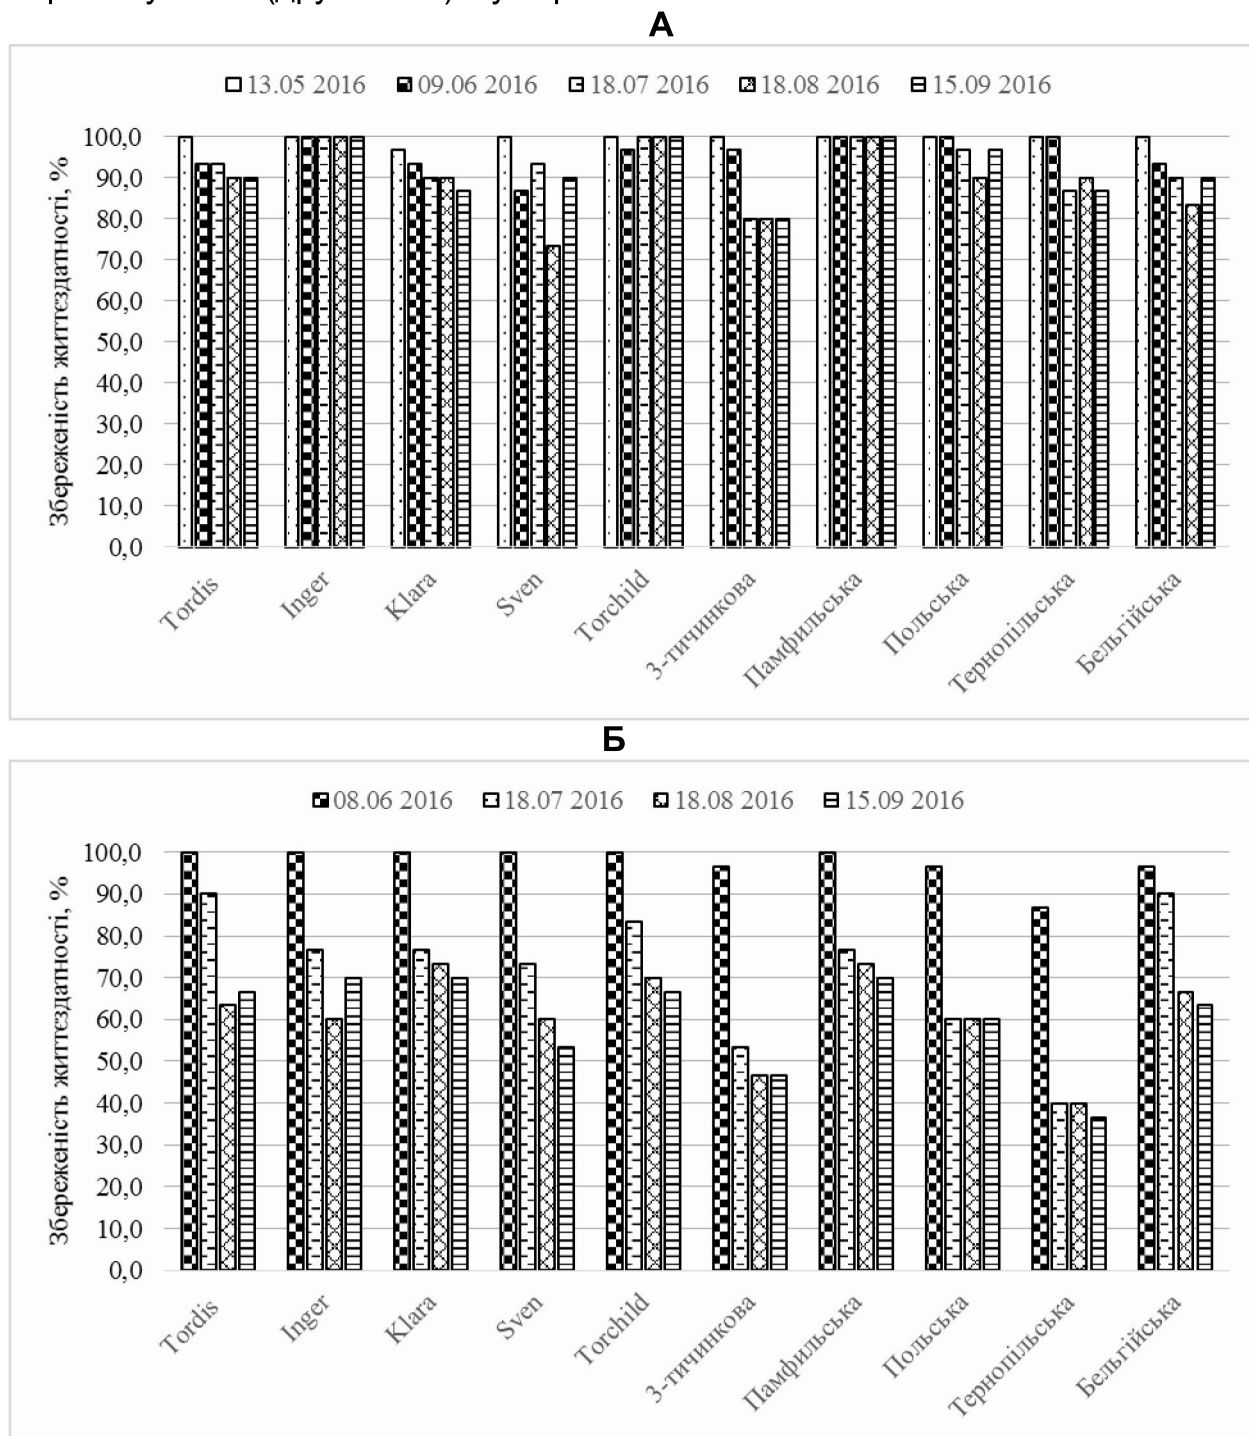 А
13.05 2016 09.06 2016 18.07 2016 18.08 2016 15.09 2016
Збереженість життєздатності, %
100,0
90,0
80,0
70,0
60,0
50,0
40,0
30,0
20,0
10,0
0,0
Tordis
Inger
Klara
Sven
Torchild
3-тичинкова
Памфильська
Польська
Тернопільська
Бельгійська
Б
08.06 2016 18.07 2016 18.08 2016 15.09 2016
Збереженість життєздатності, %
100,0
90,0
80,0
70,0
60,0
50,0
40,0
30,0
20,0
10,0
0,0
Tordis
Inger
Klara
Sven
Torchild
3-тичинкова
Памфильська
Польська
Тернопільська
Бельгійська